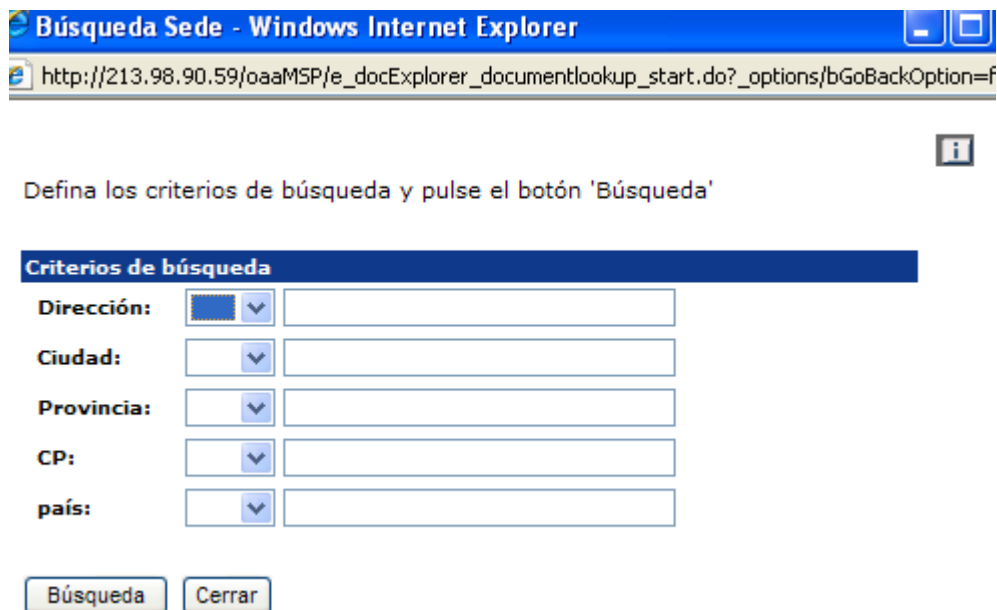 Búsqueda Sede - Windows Internet Explorer
http://213.98.90.59/oaaMSP/e_docExplorer_documentlookup_start.do?_options/bGoBackOption=f
i
Defina los criterios de búsqueda y pulse el botón 'Búsqueda'
Criterios de búsqueda
Dirección:
Ciudad:
Provincia:
CP:
país:
Búsqueda Cerrar